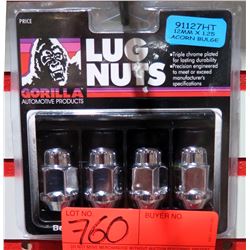 PRICE
LUG
NUTS
91127HT
12MM X 1.25
ACORN BULGE
•Triple chrome plated
for lasting durability
•Precision engineered
to meet or exceed
manufacturer's
specifications
GORILLA
AUTOMOTIVE PRODUCTS
LOT NO.
BUYER NO.
760